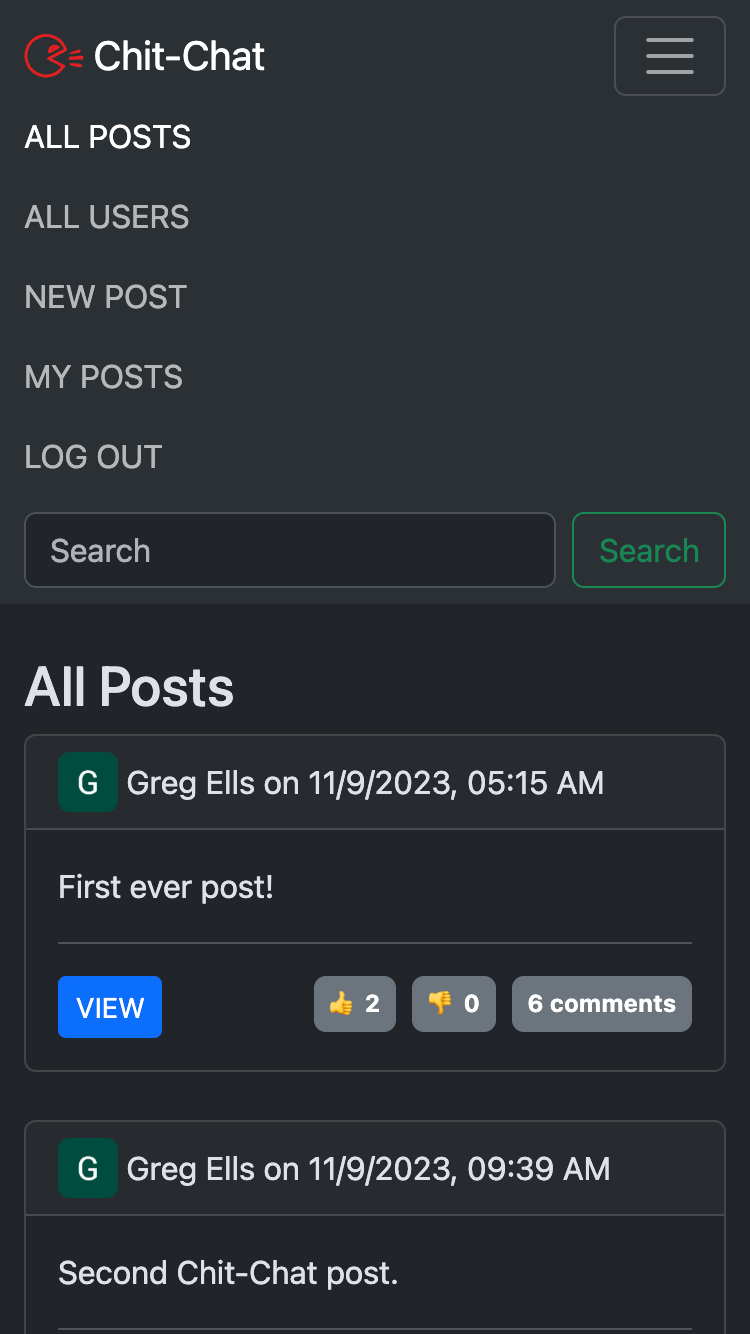 Chit-Chat
ALL POSTS
ALL USERS
NEW POST
MY POSTS
LOG OUT
Search Search
All Posts
G Greg Ells on 11/9/2023, 05:15 AM
First ever post!
VIEW 👍 2 👎 0 6 comments
G Greg Ells on 11/9/2023, 09:39 AM
Second Chit-Chat post.